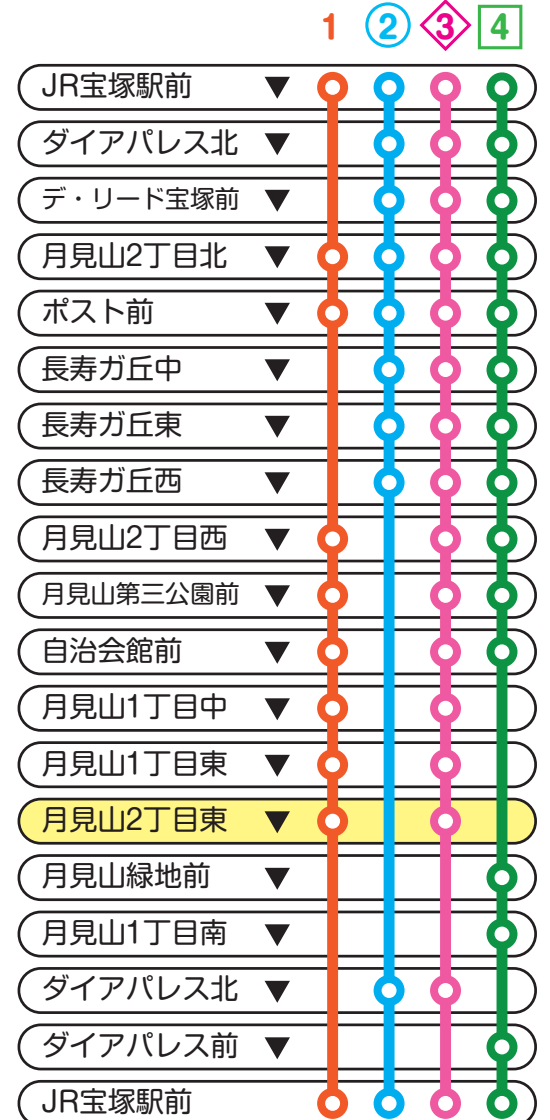 1 2 3 4
JR宝塚駅前 ▼
ダイアパレス北 ▼
デ・リード宝塚前 ▼
月見山2丁目北 ▼
ポスト前 ▼
長寿ガ丘中 ▼
長寿ガ丘東 ▼
長寿ガ丘西 ▼
月見山2丁目西 ▼
月見山第三公園前 ▼
自治会館前 ▼
月見山1丁目中 ▼
月見山1丁目東 ▼
月見山2丁目東 ▼
月見山緑地前 ▼
月見山1丁目南 ▼
ダイアパレス北 ▼
ダイアパレス前 ▼
JR宝塚駅前